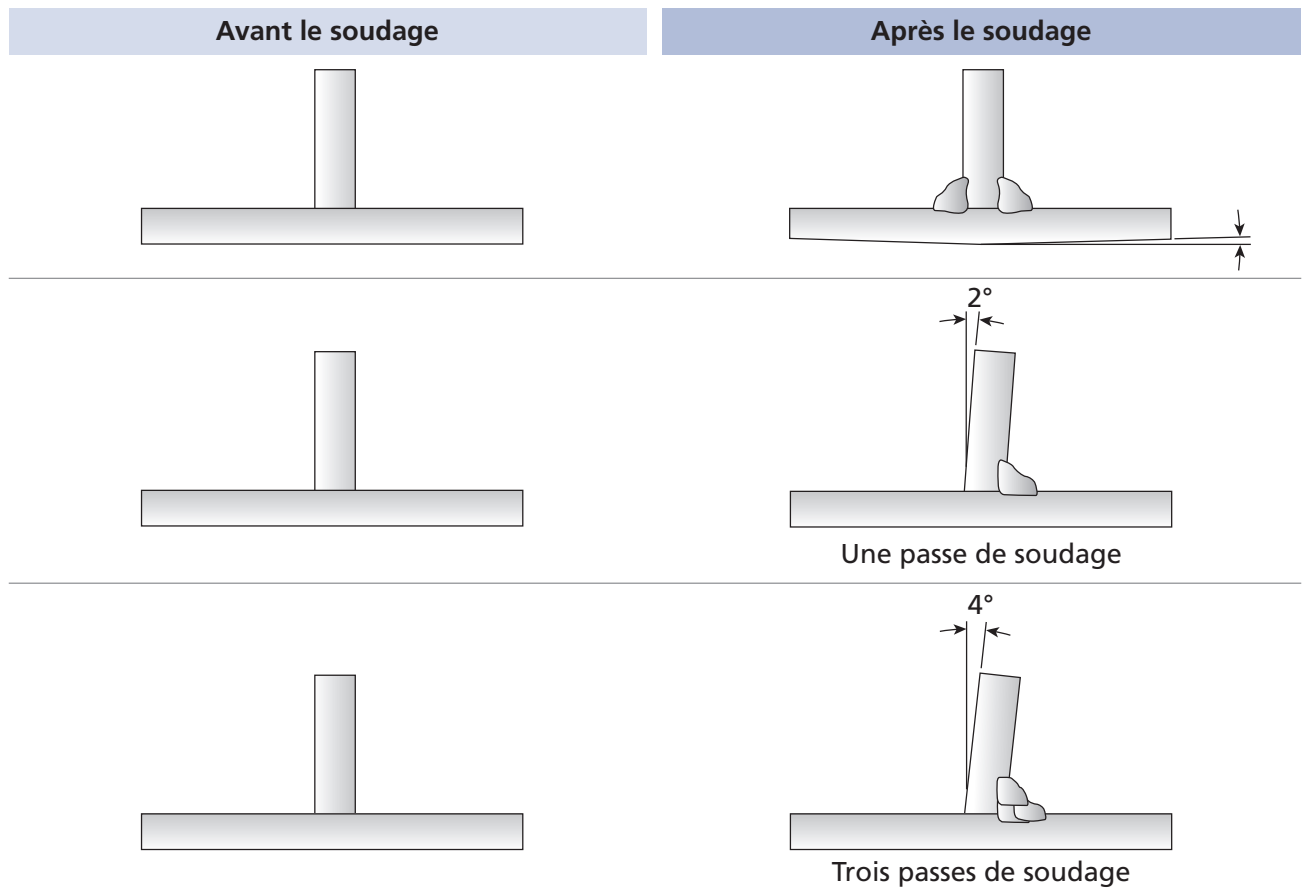 Avant le soudage
Après le soudage
2°
Une passe de soudage
4°
Trois passes de soudage